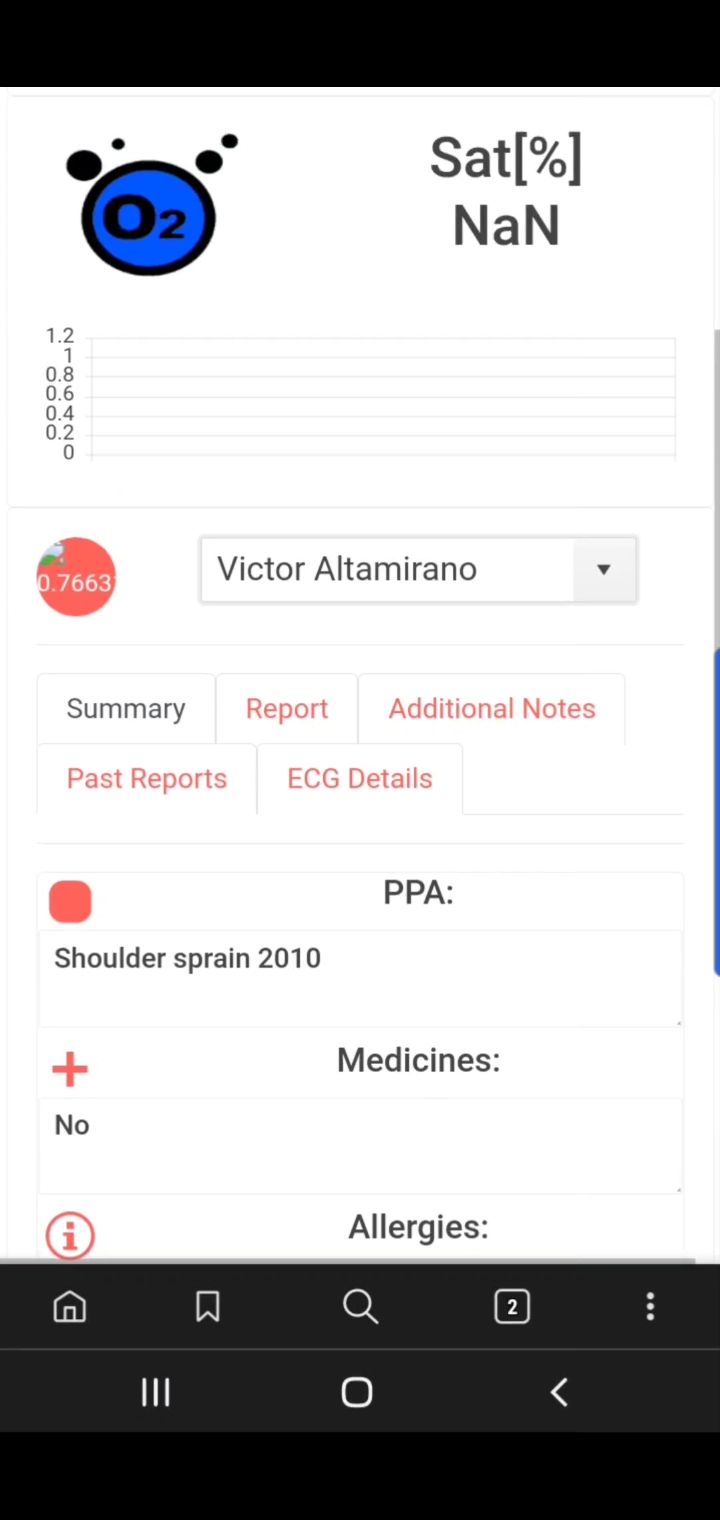 O2
Sat[%]
NaN
1.2
1
0.8
0.6
0.4
0.2
0
0.7663
Victor Altamirano
Summary
Report
Additional Notes
Past Reports
ECG Details
PPA:
Shoulder sprain 2010
Medicines:
No
Allergies:
2